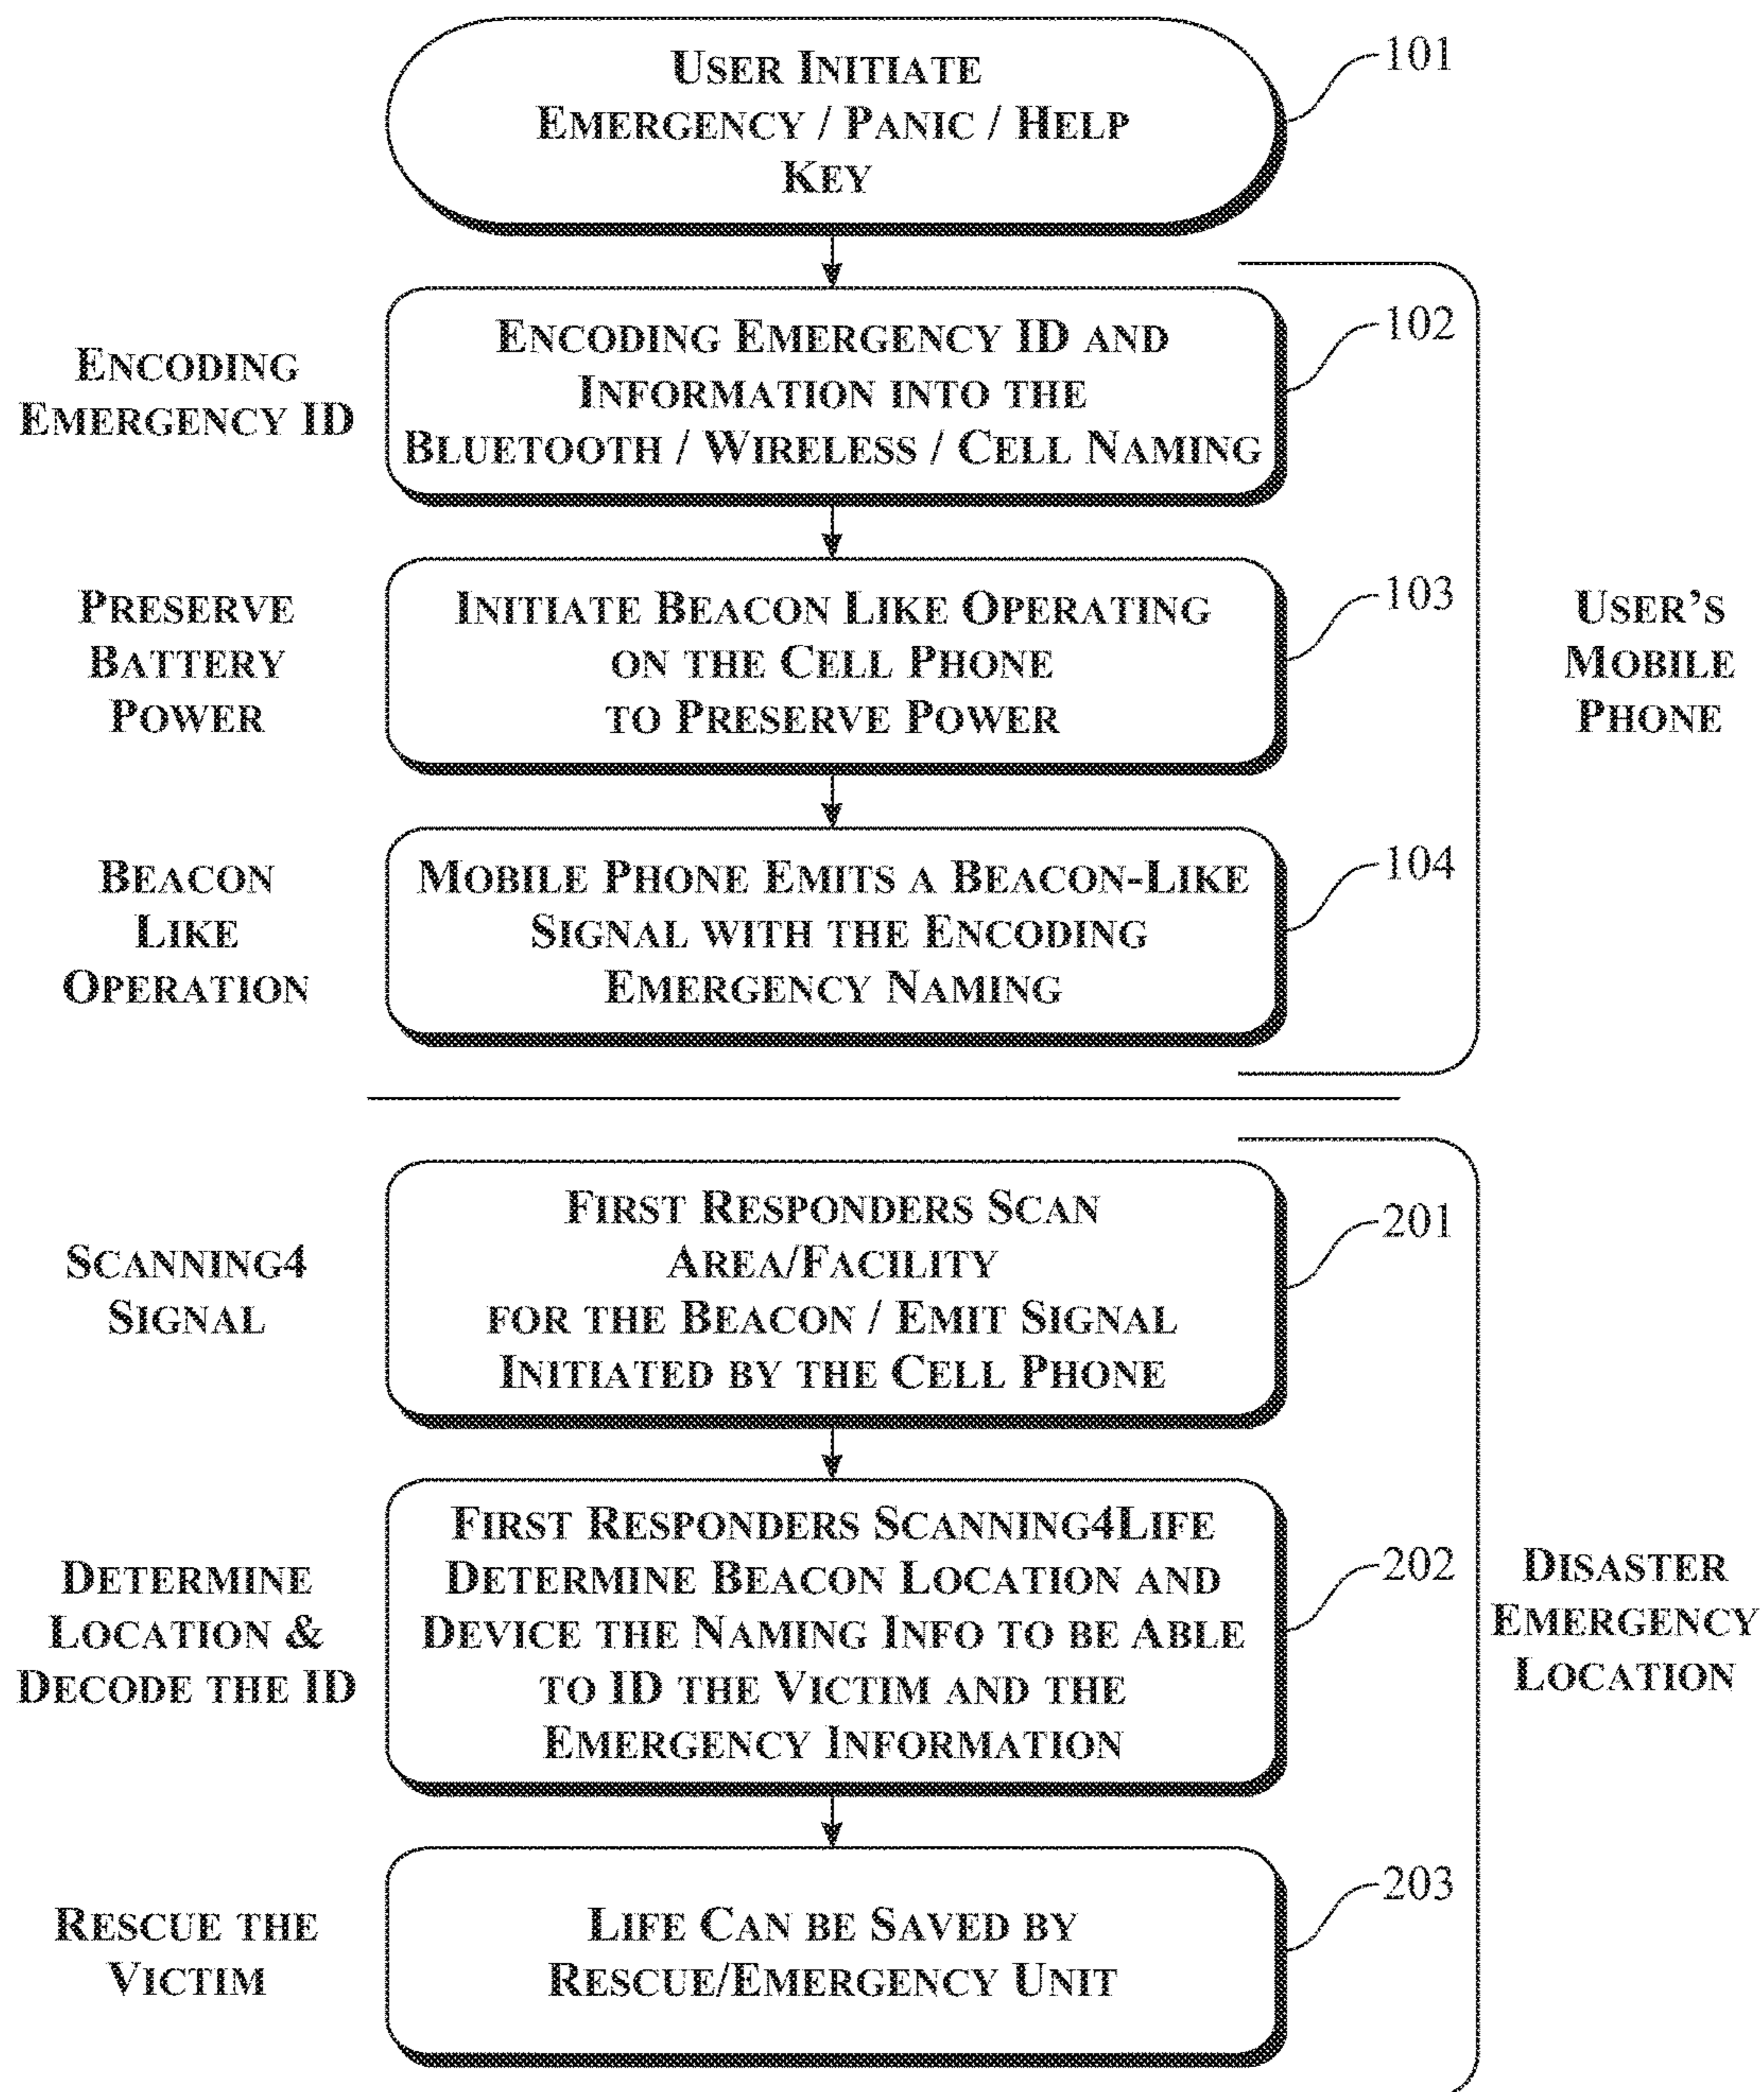 USER INITIATE
EMERGENCY / PANIC / HELP
KEY
101
ENCODING
EMERGENCY ID
ENCODING EMERGENCY ID AND
INFORMATION INTO THE
BLUETOOTH / WIRELESS / CELL NAMING
102
PRESERVE
BATTERY
POWER
INITIATE BEACON LIKE OPERATING
ON THE CELL PHONE
TO PRESERVE POWER
103
USER'S
MOBILE
PHONE
BEACON
LIKE
OPERATION
MOBILE PHONE EMITS A BEACON-LIKE
SIGNAL WITH THE ENCODING
EMERGENCY NAMING
104
SCANNING4
SIGNAL
FIRST RESPONDERS SCAN
AREA/FACILITY
FOR THE BEACON / EMIT SIGNAL
INITIATED BY THE CELL PHONE
201
DETERMINE
LOCATION &
DECODE THE ID
FIRST RESPONDERS SCANNING4LIFE
DETERMINE BEACON LOCATION AND
DEVICE THE NAMING INFO TO BE ABLE
TO ID THE VICTIM AND THE
EMERGENCY INFORMATION
202
DISASTER
EMERGENCY
LOCATION
RESCUE THE
VICTIM
LIFE CAN BE SAVED BY
RESCUE/EMERGENCY UNIT
203